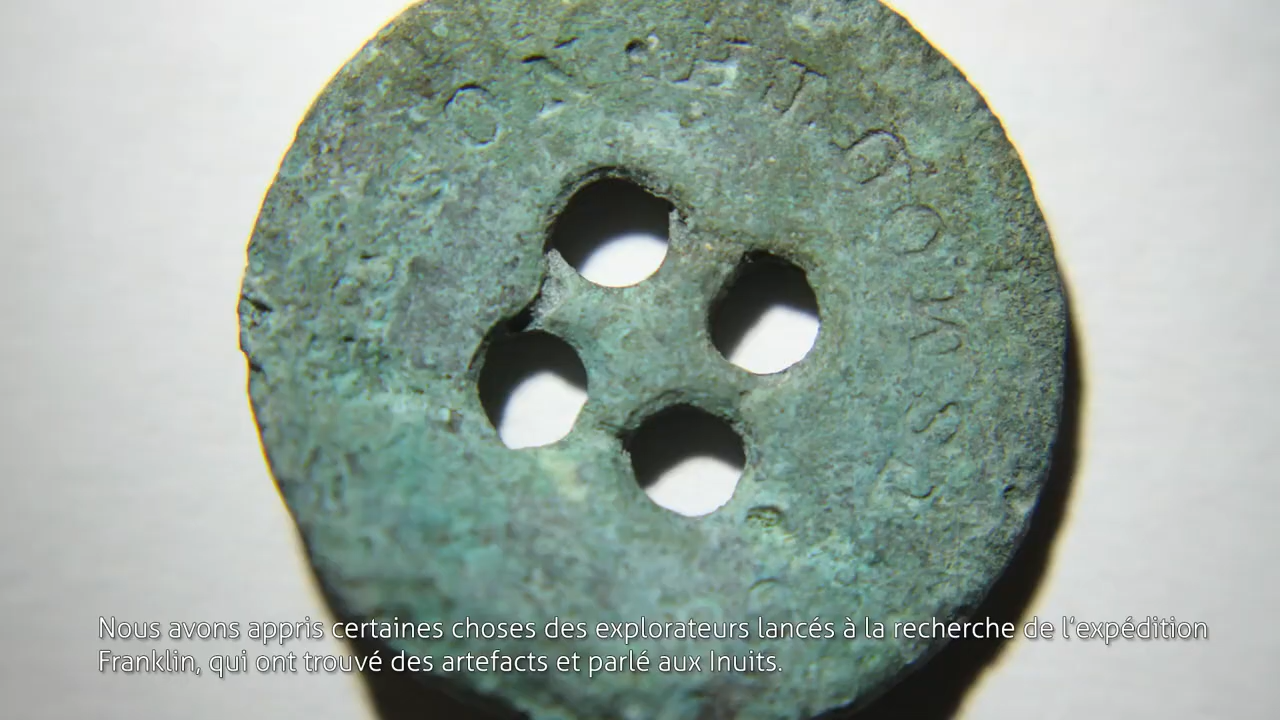 Nous avons appris certaines choses des explorateurs lancés à la recherche de l'expédition
Franklin, qui ont trouvé des artefacts et parlé aux Inuits.